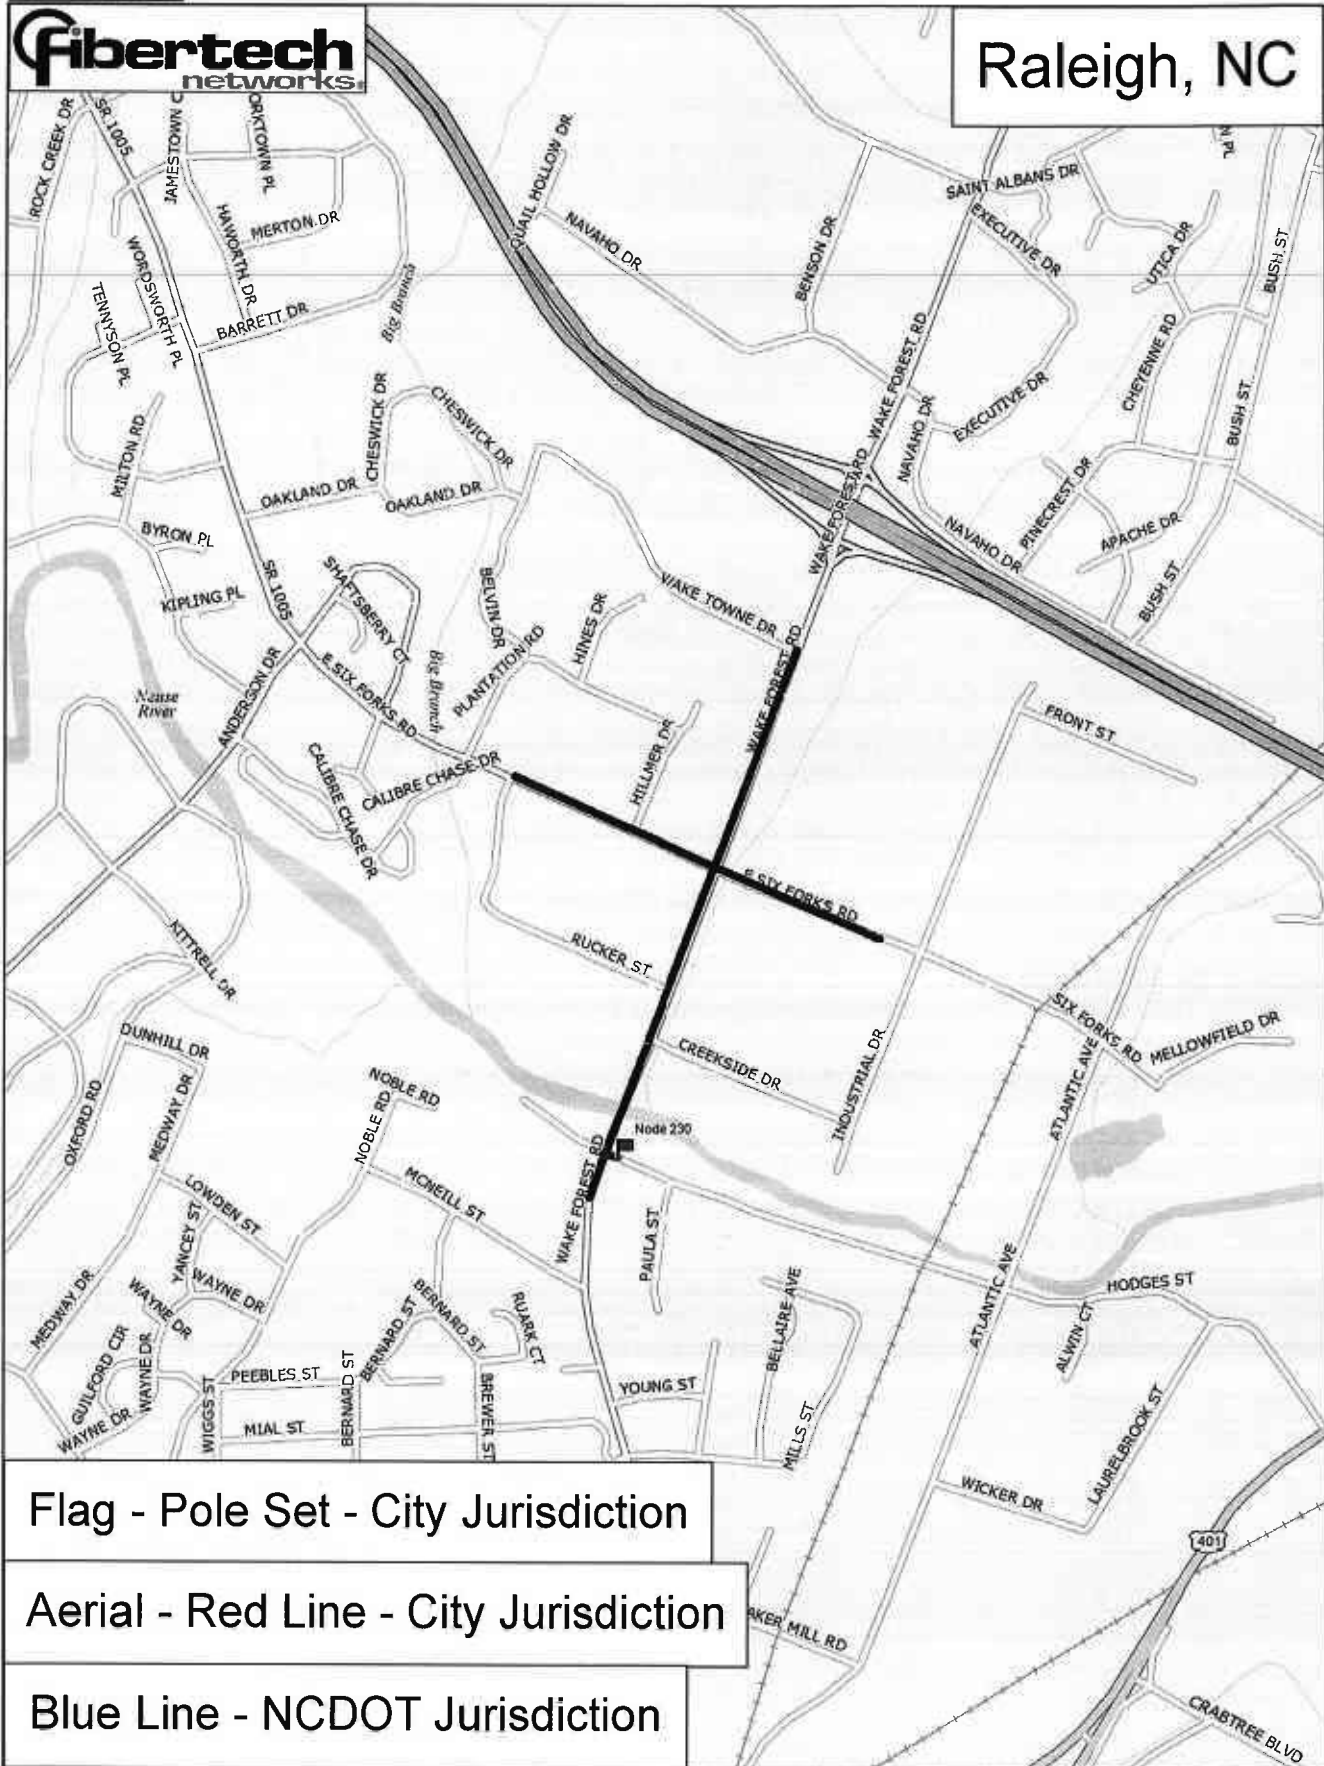 Fibertech
networks
Raleigh, NC
ROCK CREEK DR
SR 1005
JAMESTOWN C
ORKTOWN PL
HAWORTH DR
MERTON DR
WORDSWORTH PL
TENNYSON PL
BARRETT DR
Big Branch
QUAIL HOLLOW DR
NAVAHO DR
BENSON DR
SAINT ALBANS DR
EXECUTIVE DR
UTICA DR
BUSH ST
N PL
WAKE FOREST RD
CHEYENNE RD
EXECUTIVE DR
NAVAHO DR
BUSH ST
CHESWICK DR
CHESWICK DR
MILTON RD
OAKLAND DR
OAKLAND DR
WAKE FOREST RD
PINECREST DR
NAVAHO DR
APACHE DR
BUSH ST
BYRON PL
KIPLING PL
SR 1005
SHAFTSBERRY CT
BELVIN DR
PLANTATION RD
HINES DR
WAKE TOWNE DR
WAKE FOREST RD
WAKE FOREST RD
Neuse
River
ANDERSON DR
E SIX FORKS RD
Big Branch
CALIBRE CHASE DR
CALIBRE CHASE DR
HILLMER DR
FRONT ST
E SIX FORKS RD
KITTRELL DR
RUCKER ST
SIX FORKS RD
MELLOWFIELD DR
DUNHILL DR
OXFORD RD
MEDWAY DR
NOBLE RD
NOBLE RD
CREEKSIDE DR
INDUSTRIAL DR
ATLANTIC AVE
Node 230
WAKE FOREST RD
MCNEILL ST
LOWDEN ST
YANCEY ST
WAYNE DR
WAYNE DR
MEDWAY DR
PAULA ST
BERNARD ST
BERNARD ST
RUARK CT
BELLAIRE AVE
ATLANTIC AVE
HODGES ST
ALWIN CT
GUILFORD CIR
WAYNE DR
WAYNE DR
WIGGS ST
PEEBLES ST
MIAL ST
BERNARD ST
BREWER ST
YOUNG ST
MILLS ST
LAURELBROOK ST
WICKER DR
401
Flag - Pole Set - City Jurisdiction
Aerial - Red Line - City Jurisdiction
AKER MILL RD
Blue Line - NCDOT Jurisdiction
CRABTREE BLVD